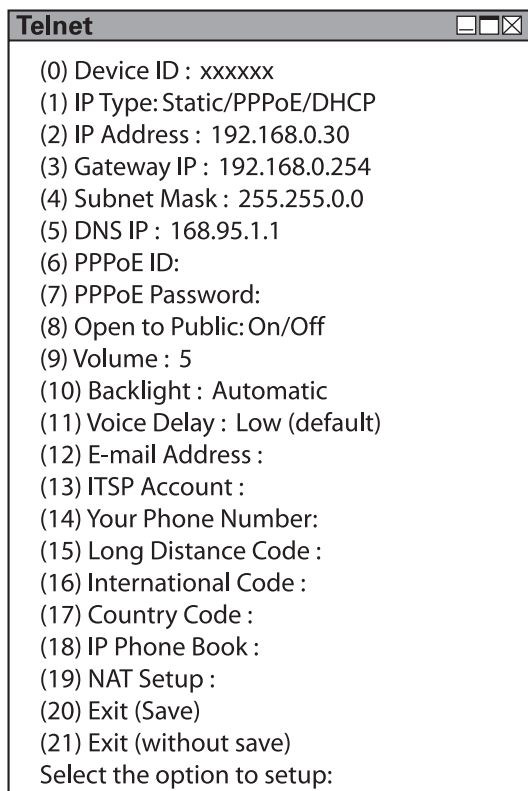 Telnet
(0) Device ID : xxxxxx
(1) IP Type: Static/PPPoE/DHCP
(2) IP Address : 192.168.0.30
(3) Gateway IP : 192.168.0.254
(4) Subnet Mask : 255.255.0.0
(5) DNS IP : 168.95.1.1
(6) PPPoE ID:
(7) PPPoE Password:
(8) Open to Public: On/Off
(9) Volume : 5
(10) Backlight : Automatic
(11) Voice Delay : Low (default)
(12) E-mail Address :
(13) ITSP Account :
(14) Your Phone Number:
(15) Long Distance Code :
(16) International Code :
(17) Country Code :
(18) IP Phone Book :
(19) NAT Setup :
(20) Exit (Save)
(21) Exit (without save)
Select the option to setup: